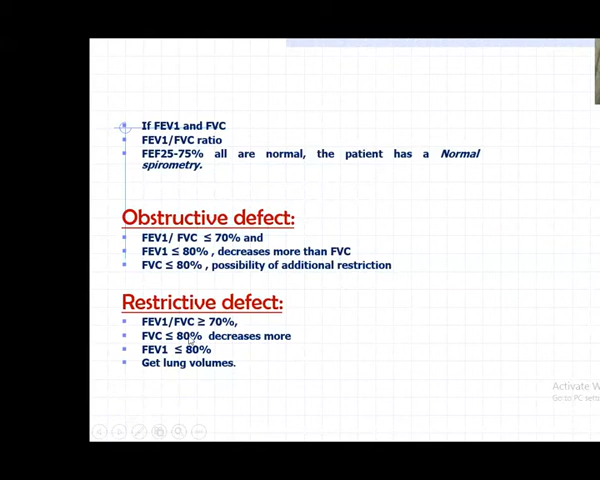 If FEV1 and FVC
FEV1/FVC ratio
FEF25-75% all are normal, the patient has a Normal
spirometry.
Obstructive defect:
FEV1/ FVC ≤ 70% and
FEV1 ≤ 80% , decreases more than FVC
FVC ≤ 80% , possibility of additional restriction
Restrictive defect:
FEV1/FVC ≥ 70%,
FVC ≤ 80% decreases more
FEV1 ≤ 80%
Get lung volumes.
Activate W
Go to PC setti